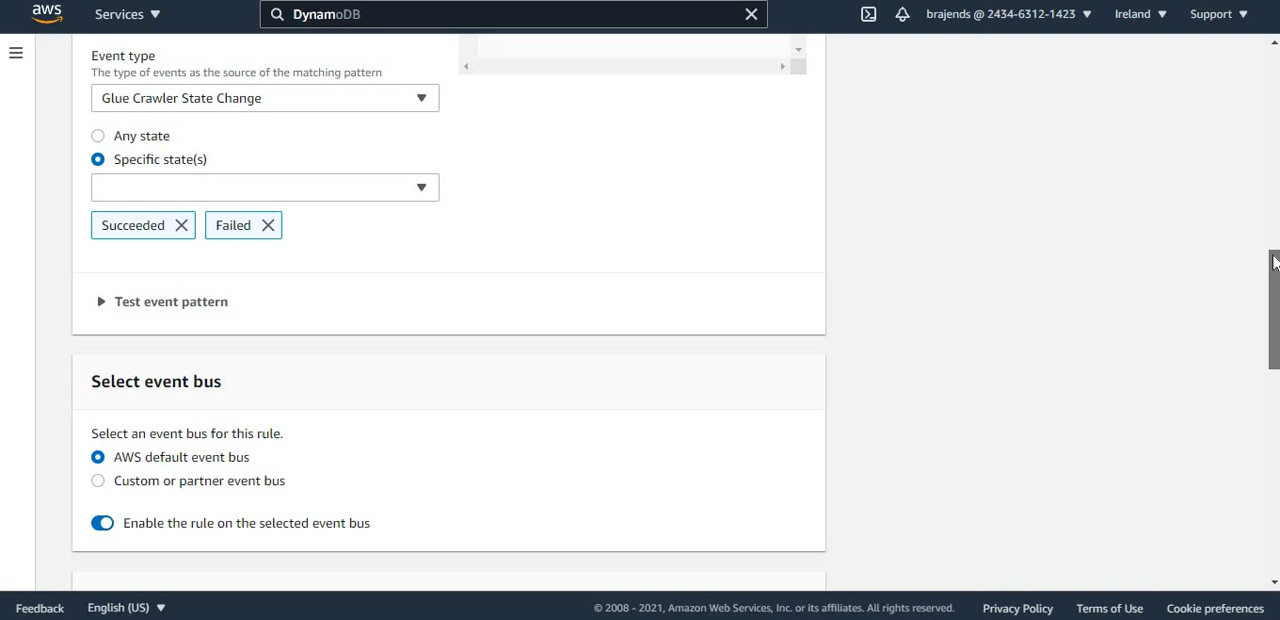 aws Services DynamoDB brajends @ 2434-6312-1423 Ireland Support
Event type
The type of events as the source of the matching pattern
Glue Crawler State Change
Any state
Specific state(s)
Succeeded Failed
Test event pattern
Select event bus
Select an event bus for this rule.
AWS default event bus
Custom or partner event bus
Enable the rule on the selected event bus
Feedback English (US) © 2008 - 2021, Amazon Web Services, Inc. or its affiliates. All rights reserved. Privacy Policy Terms of Use Cookie preferences